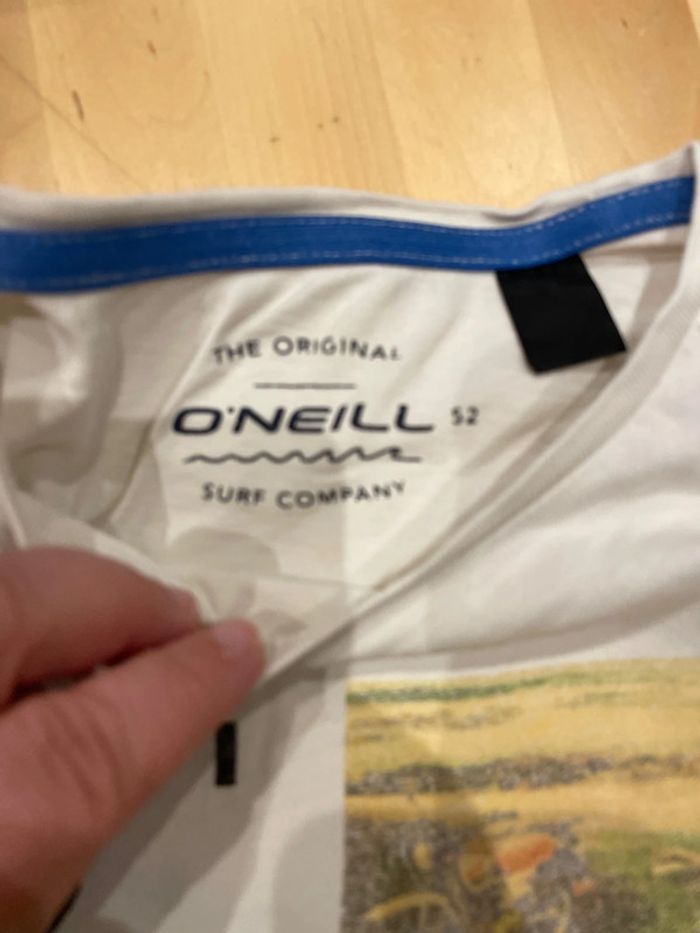 THE ORIGINAL
O'NEILL 52
SURF COMPANY